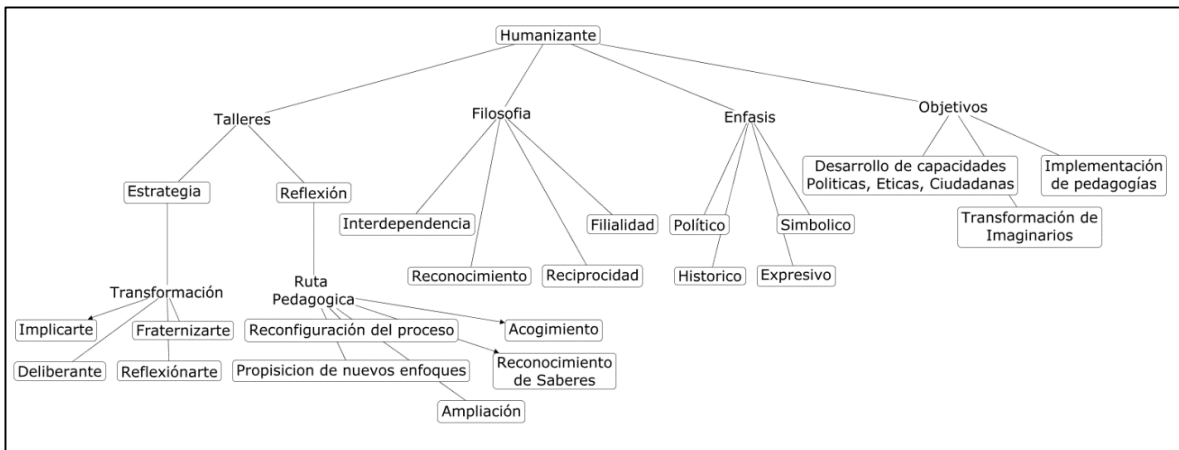 Humanizante
Talleres
Filosofia
Enfasis
Objetivos
Estrategia
Reflexión
Interdependencia
Filialidad
Reconocimiento
Reciprocidad
Político
Simbolico
Historico
Expresivo
Desarrollo de capacidades
Politicas, Eticas, Ciudadanas
Implementación
de pedagogías
Transformación de
Imaginarios
Transformación
Implicarte
Fraternizarte
Deliberante
Reflexiónarte
Ruta
Pedagogica
Reconfiguración del proceso
Acogimiento
Propisicion de nuevos enfoques
Reconocimiento
de Saberes
Ampliación